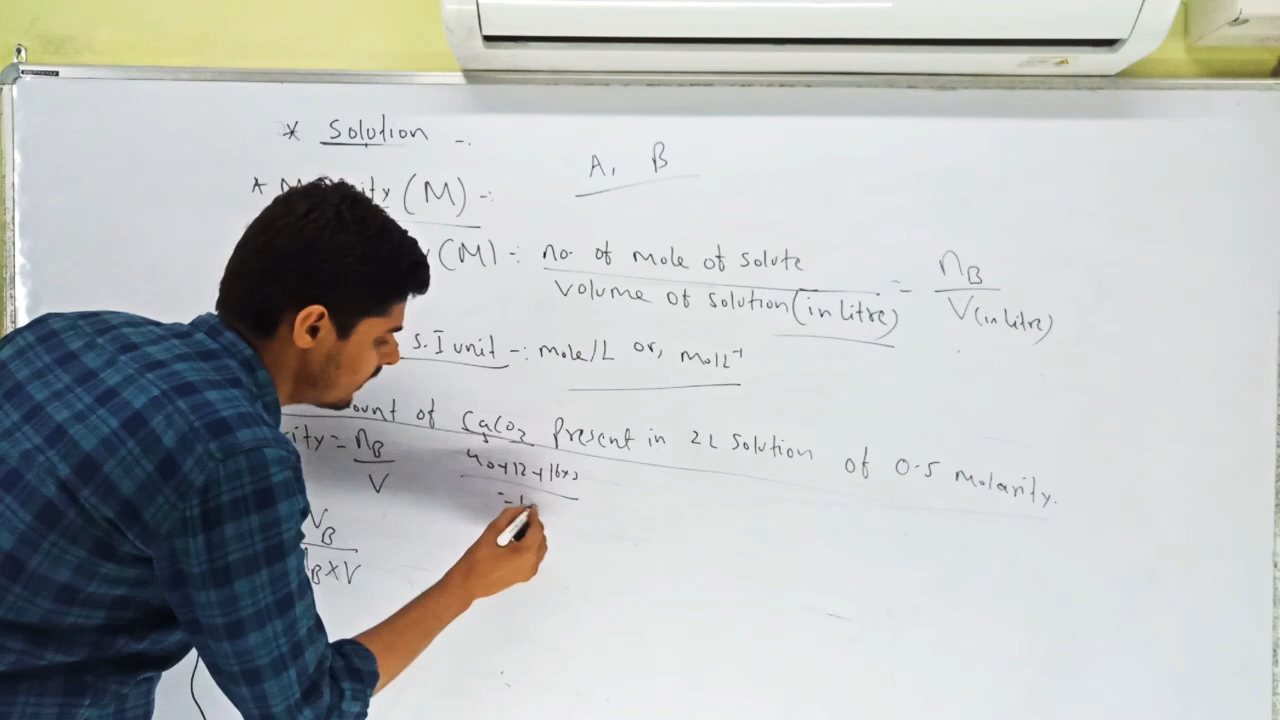 * Solution -.
A, B
(M) -:
(M) -: no. of mole of solute / volume of solution (in litre) = nB / V(in litre)
S.I unit -: mole/L or, molL⁻¹
ount of CaCO3 Present in 2L solution of 0.5 molarity.
ity = nB / V
40+12+16×3
WB
B×V